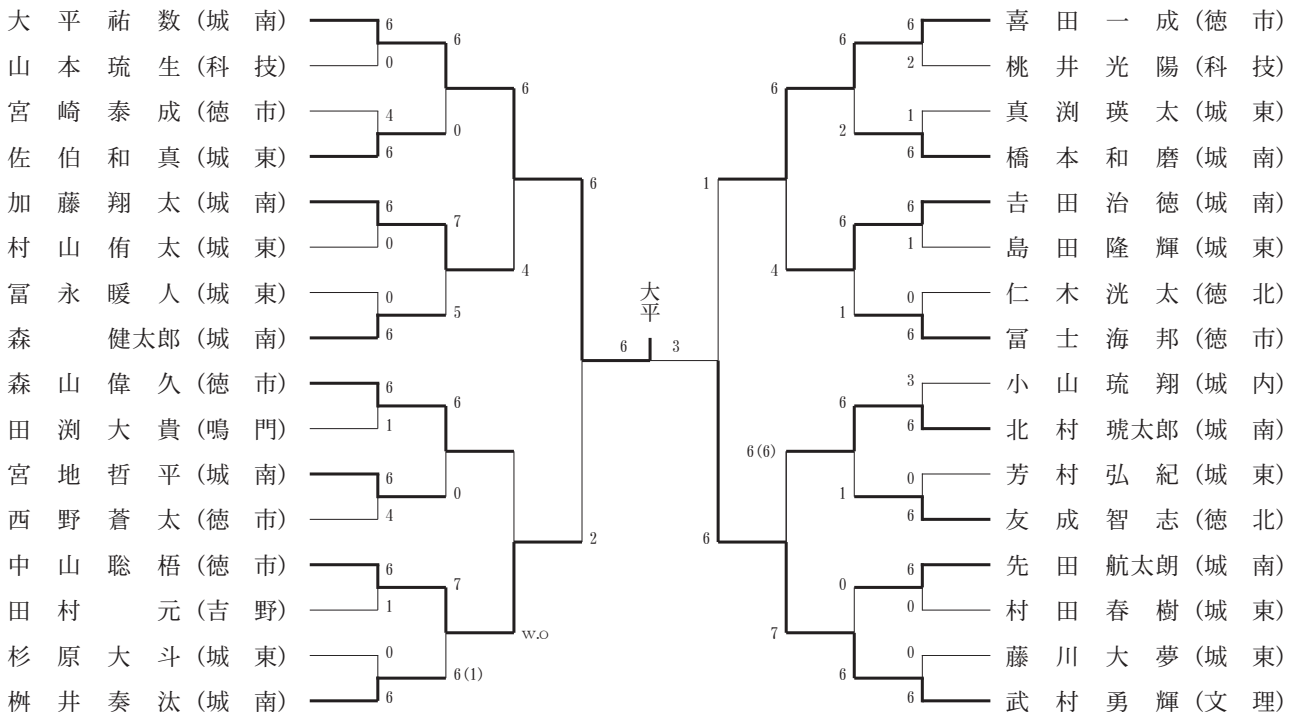 大平祐数(城南)
6
山本琉生(科技)
0
6
宮崎泰成(徳市)
4
佐伯和真(城東)
6
0
6
加藤翔太(城南)
6
村山侑太(城東)
0
7
冨永暖人(城東)
0
森健太郎(城南)
6
5
4
6
森山偉久(徳市)
6
田渕大貴(鳴門)
1
6
宮地哲平(城南)
6
西野蒼太(徳市)
4
0
中山聡梧(徳市)
6
田村元(吉野)
1
7
杉原大斗(城東)
0
桝井奏汰(城南)
6
6(1)
w.o
2
大平
6 3
喜田一成(徳市)
6
桃井光陽(科技)
2
6
真渕瑛太(城東)
1
橋本和磨(城南)
6
2
6
𠮷田治徳(城南)
6
島田隆輝(城東)
1
6
仁木洸太(徳北)
0
冨士海邦(徳市)
6
1
4
1
小山琉翔(城内)
3
北村琥太郎(城南)
6
6
芳村弘紀(城東)
0
友成智志(徳北)
6
1
6(6)
先田航太朗(城南)
6
村田春樹(城東)
0
0
藤川大夢(城東)
0
武村勇輝(文理)
6
6
7
6